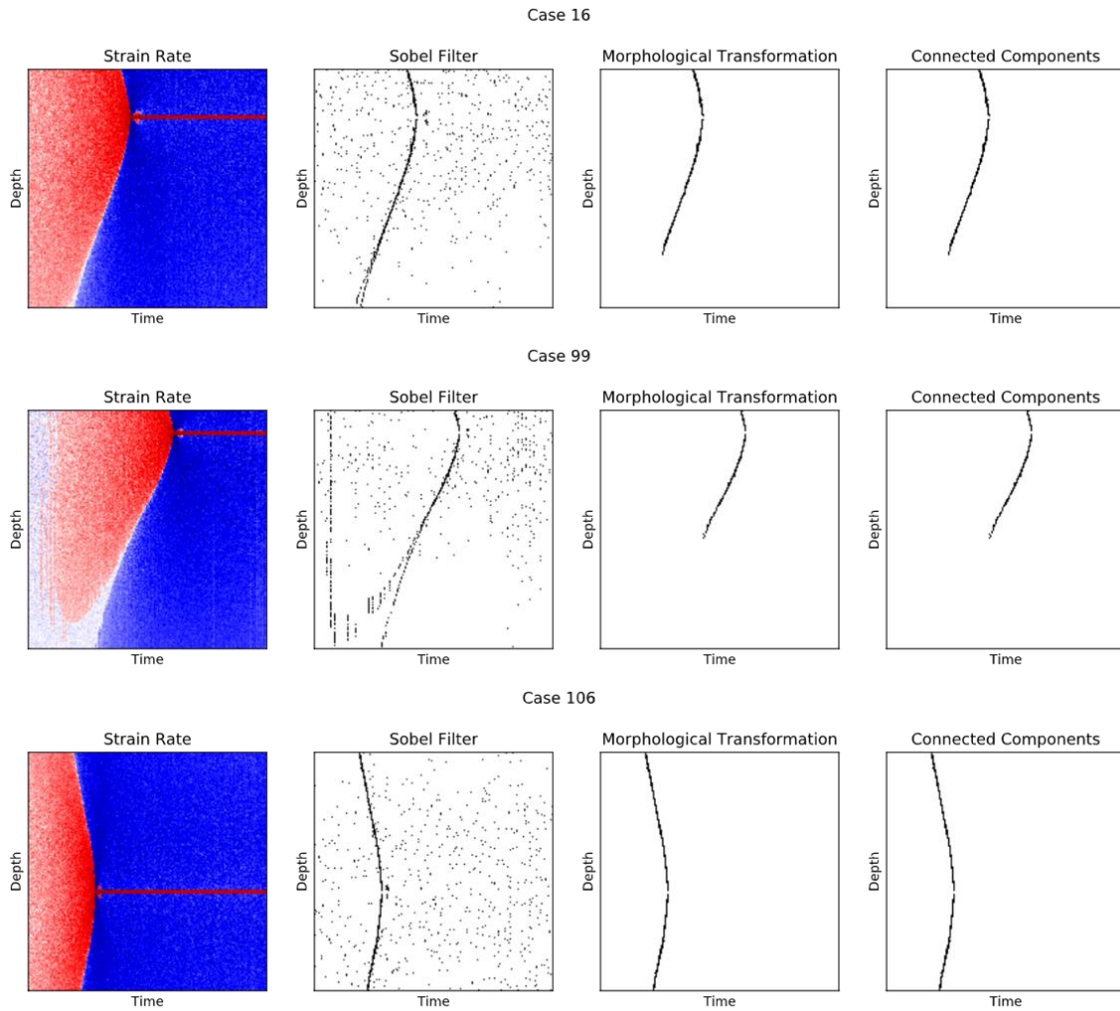 Case 16
Strain Rate Sobel Filter Morphological Transformation Connected Components
Depth Depth Depth Depth
Time Time Time Time
Case 99
Strain Rate Sobel Filter Morphological Transformation Connected Components
Depth Depth Depth Depth
Time Time Time Time
Case 106
Strain Rate Sobel Filter Morphological Transformation Connected Components
Depth Depth Depth Depth
Time Time Time Time